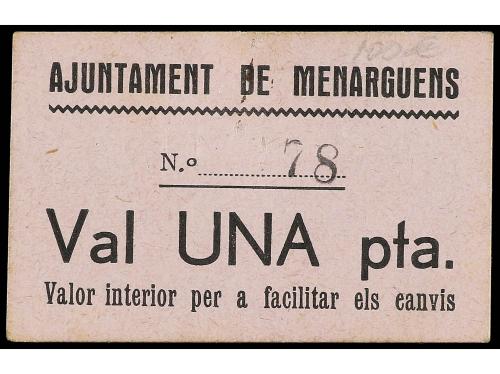 AJUNTAMENT DE MENARGUENS
N.º 78
Val UNA pta.
Valor interior per a facilitar els canvis